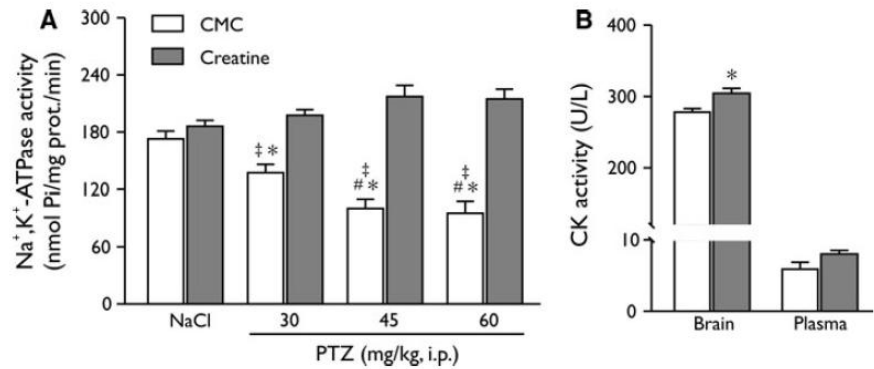 A
B
Na⁺,K⁺-ATPase activity
(nmol Pi/mg prot./min)
300
240
180
120
60
0
CMC
Creatine
‡*
‡
#*
‡
#*
NaCl
30
45
60
PTZ (mg/kg, i.p.)
CK activity (U/L)
400
300
200
10
0
*
Brain
Plasma